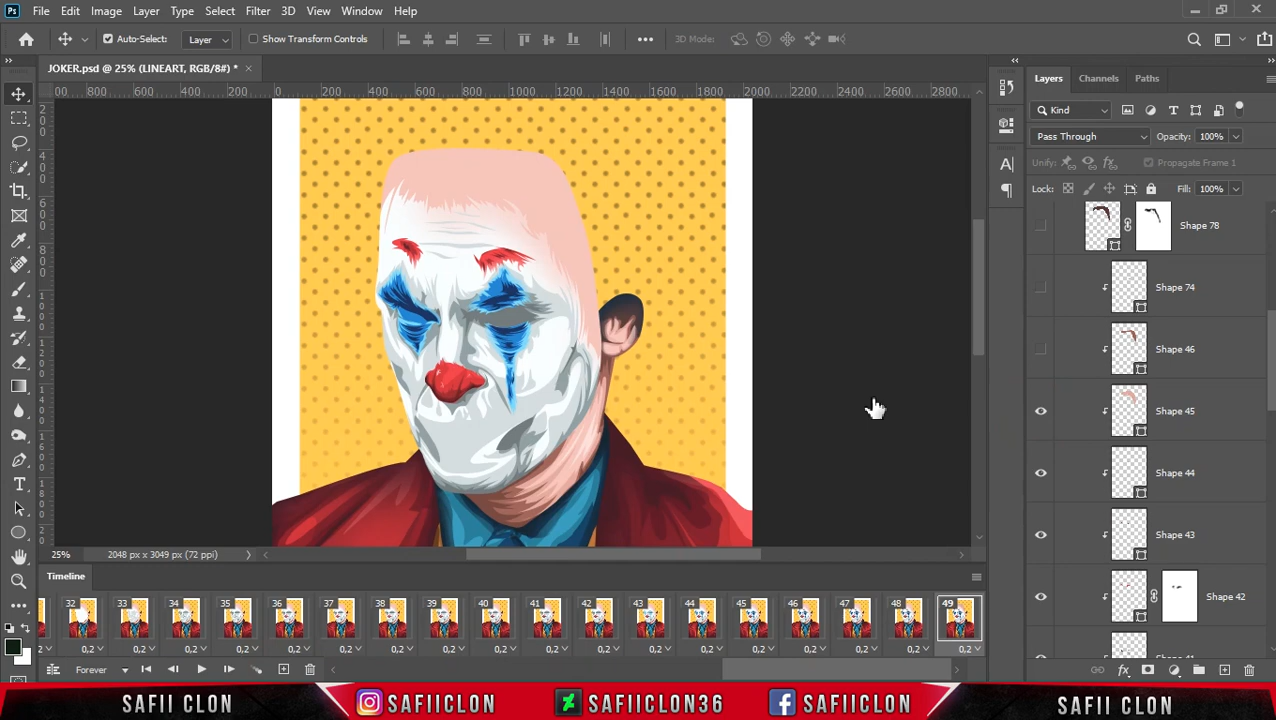 Ps File Edit Image Layer Type Select Filter 3D View Window Help
Auto-Select: Layer Show Transform Controls 3D Mode:
JOKER.psd @ 25% (LINEART, RGB/8#) * ×
00 800 600 400 200 0 200 400 600 800 1000 1200 1400 1600 1800 2000 2200 2400 2600 2800
Layers Channels Paths
Kind
Pass Through Opacity: 100%
Unify: Propagate Frame 1
Lock: Fill: 100%
Shape 78
Shape 74
Shape 46
Shape 45
Shape 44
Shape 43
Shape 42
25% 2048 px x 3049 px (72 ppi)
Timeline
32 33 34 35 36 37 38 39 40 41 42 43 44 45 46 47 48 49
0,2 0,2 0,2 0,2 0,2 0,2 0,2 0,2 0,2 0,2 0,2 0,2 0,2 0,2 0,2 0,2 0,2 0,2
Forever
SAFII CLON SAFIICLON SAFIICLON36 SAFIICLON SAFII CLON